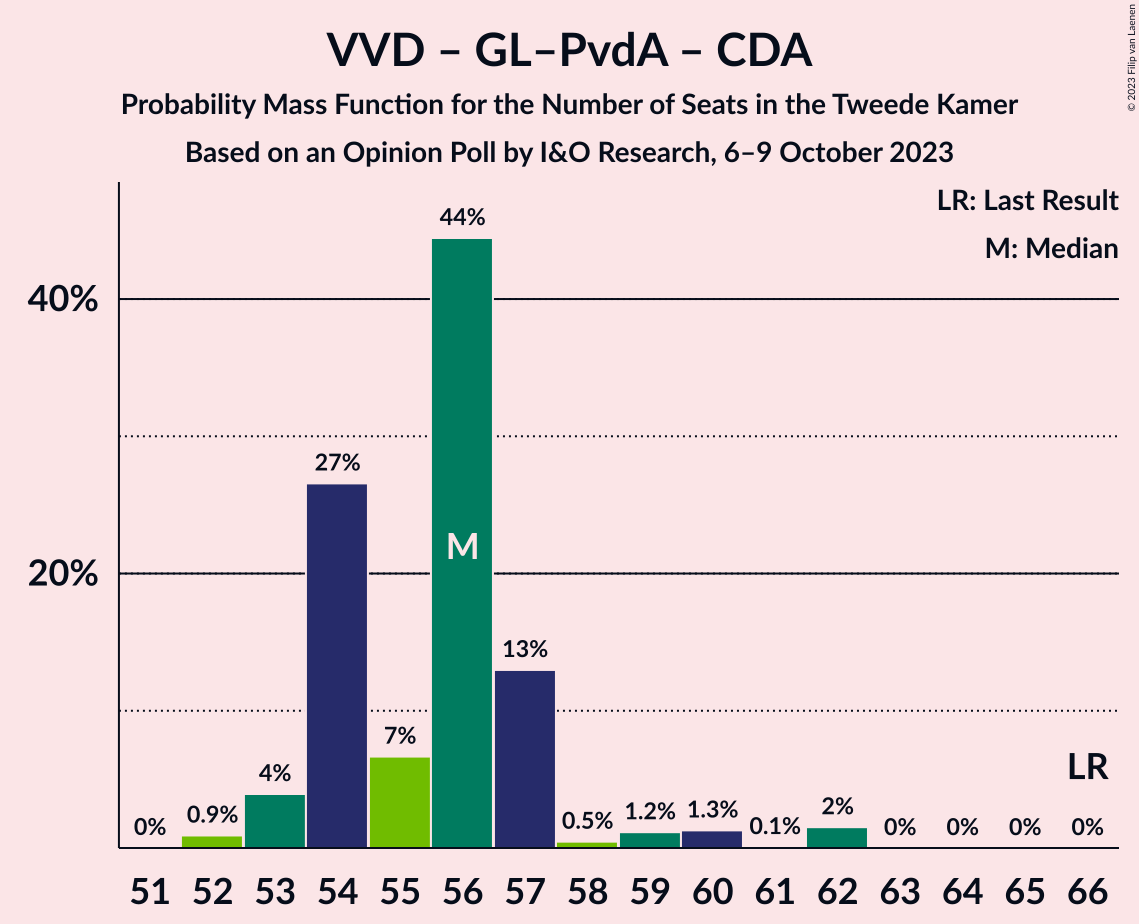 VVD – GL–PvdA – CDA
Probability Mass Function for the Number of Seats in the Tweede Kamer
Based on an Opinion Poll by I&O Research, 6–9 October 2023
© 2023 Filip van Laenen
LR: Last Result
M: Median
40%
20%
0% 0.9% 4% 27% 7% 44% 13% 0.5% 1.2% 1.3% 0.1% 2% 0% 0% 0% 0%
M
LR
51 52 53 54 55 56 57 58 59 60 61 62 63 64 65 66